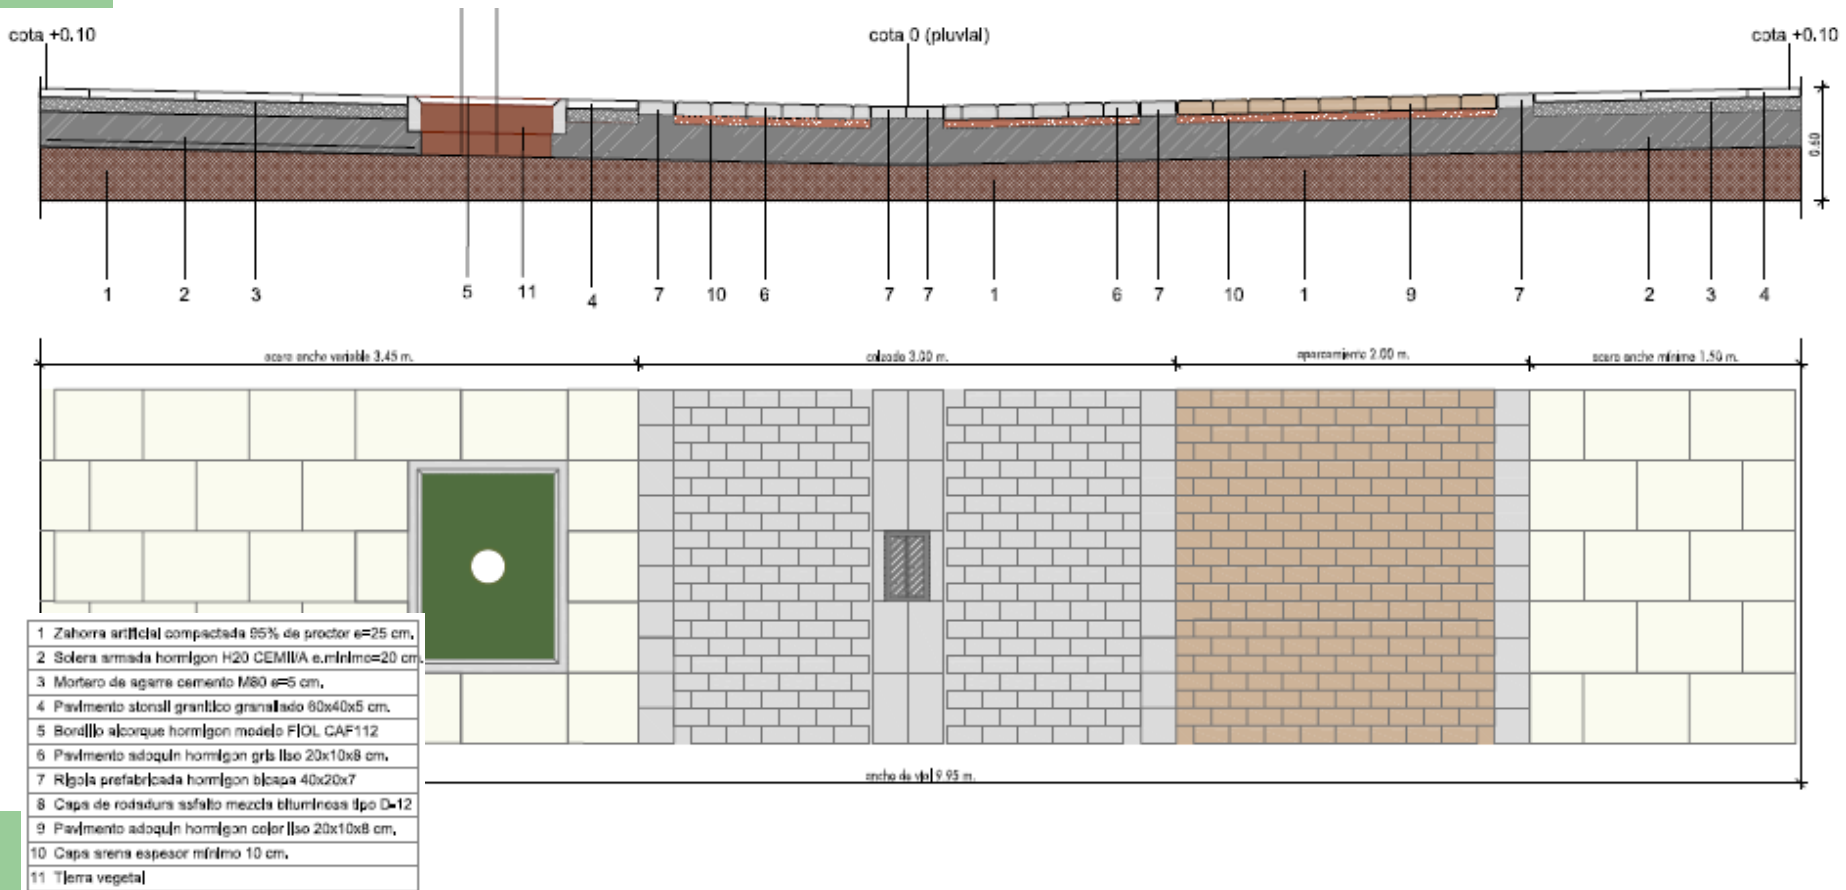 cota +0.10 cota 0 (pluvial) cota +0.10
0.60
1 2 3 5 11 4 7 10 6 7 7 1 6 7 10 1 9 7 2 3 4
acera ancho variable 3.45 m. calzada 3.00 m. aparcamiento 2.00 m. acera ancho mínimo 1.50 m.
1 Zahorra artificial compactada 95% de proctor e=25 cm.
2 Solera armada hormigon H20 CEMII/A e.minimo=20 cm.
3 Mortero de agarre cemento M80 e=5 cm.
4 Pavimento stonsil granitico granallado 60x40x5 cm.
5 Bordillo alcorque hormigon modelo FIOL CAF112
6 Pavimento adoquin hormigon gris liso 20x10x8 cm.
7 Rigola prefabricada hormigon bicapa 40x20x7
8 Capa de rodadura asfalto mezcla bituminosa tipo D-12
9 Pavimento adoquin hormigon color liso 20x10x8 cm.
10 Capa arena espesor mínimo 10 cm.
11 Tierra vegetal
ancho de vial 9.95 m.